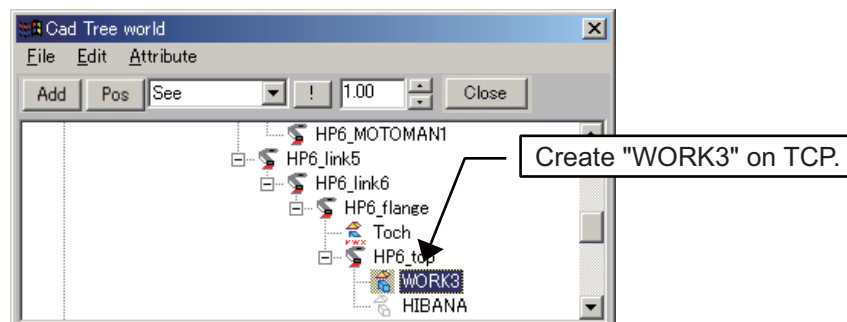 Cad Tree world
File Edit Attribute
Add Pos See ! 1.00 Close
HP6_MOTOMAN1
HP6_link5
Create "WORK3" on TCP.
HP6_link6
HP6_flange
Toch
HP6_top
WORK3
HIBANA